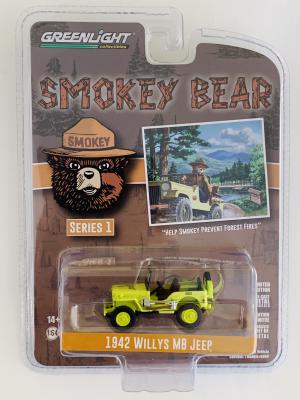 GREENLIGHT
collectibles
SMOKEY BEAR
SMOKEY
SERIES 1
"HELP SMOKEY PREVENT FOREST FIRES"
14+
1942 WILLYS MB JEEP